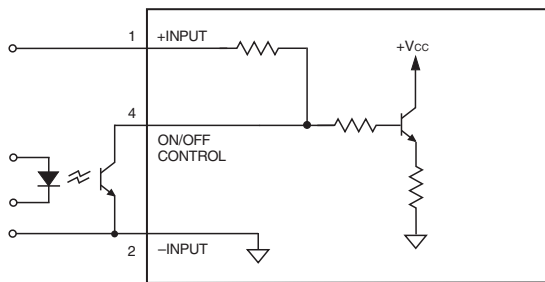 1 +INPUT
+VCC
4
ON/OFF
CONTROL
2 –INPUT